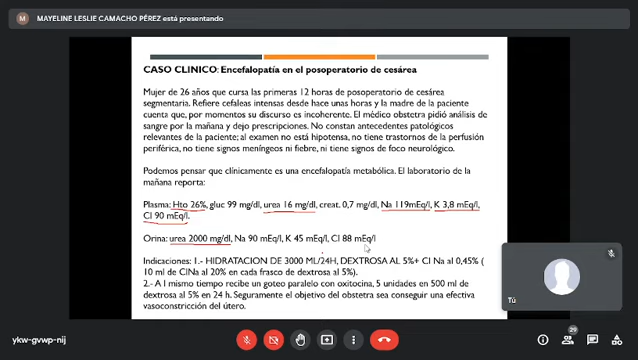 M
MAYELINE LESLIE CAMACHO PÉREZ está presentando
CASO CLINICO: Encefalopatía en el posoperatorio de cesárea
Mujer de 26 años que cursa las primeras 12 horas de posoperatorio de cesárea
segmentaria. Refiere cefaleas intensas desde hace unas horas y la madre de la paciente
cuenta que, por momentos su discurso es incoherente. El médico obstetra pidió análisis de
sangre por la mañana y dejo prescripciones. No constan antecedentes patológicos
relevantes de la paciente; al examen no está hipotensa, no tiene trastornos de la perfusión
periférica, no tiene signos meníngeos ni fiebre, ni tiene signos de foco neurológico.
Podemos pensar que clínicamente es una encefalopatía metabólica. El laboratorio de la
mañana reporta:
Plasma: Hto 26%, gluc 99 mg/dl, urea 16 mg/dl, creat. 0,7 mg/dl, Na 119mEq/l, K 3,8 mEq/l,
Cl 90 mEq/l.
Orina: urea 2000 mg/dl, Na 90 mEq/l, K 45 mEq/l, Cl 88 mEq/l
Indicaciones: 1.- HIDRATACION DE 3000 ML/24H, DEXTROSA AL 5%+ Cl Na al 0,45% (
10 ml de ClNa al 20% en cada frasco de dextrosa al 5%).
2.- A l mismo tiempo recibe un goteo paralelo con oxitocina, 5 unidades en 500 ml de
dextrosa al 5% en 24 h. Seguramente el objetivo del obstetra sea conseguir una efectiva
vasoconstricción del útero.
Tú
ykw-gvwp-nij
29